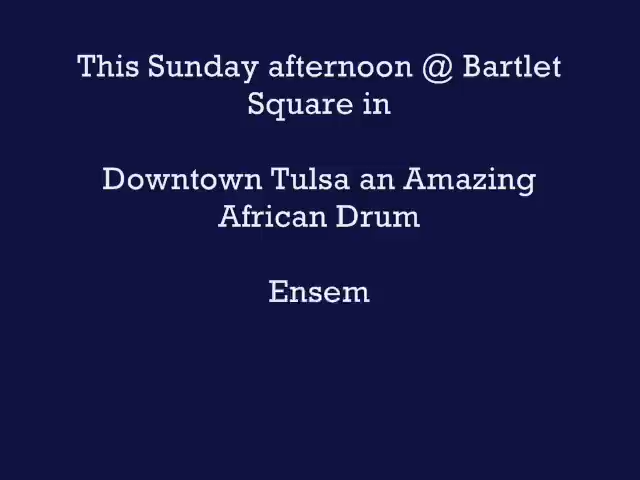 This Sunday afternoon @ Bartlet
Square in
Downtown Tulsa an Amazing
African Drum
Ensem